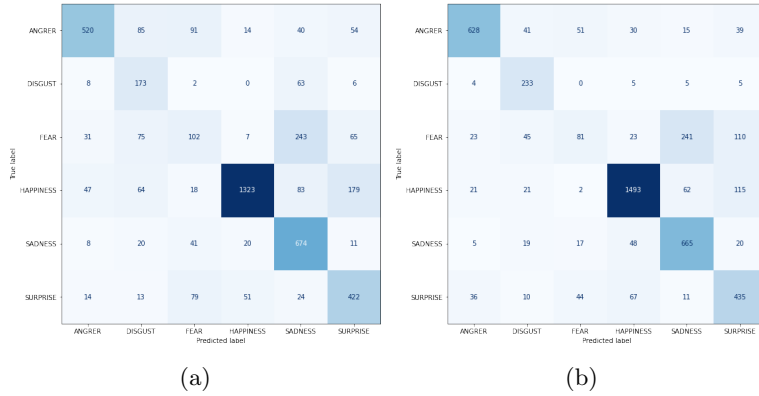 ANGRER 520 85 91 14 40 54
DISGUST 8 173 2 0 63 6
FEAR 31 75 102 7 243 65
True label
HAPPINESS 47 64 18 1323 83 179
SADNESS 8 20 41 20 674 11
SURPRISE 14 13 79 51 24 422
ANGRER DISGUST FEAR HAPPINESS SADNESS SURPRISE
Predicted label
(a)
ANGRER 628 41 51 30 15 39
DISGUST 4 233 0 5 5 5
FEAR 23 45 81 23 241 110
True label
HAPPINESS 21 21 2 1493 62 115
SADNESS 5 19 17 48 665 20
SURPRISE 36 10 44 67 11 435
ANGRER DISGUST FEAR HAPPINESS SADNESS SURPRISE
Predicted label
(b)